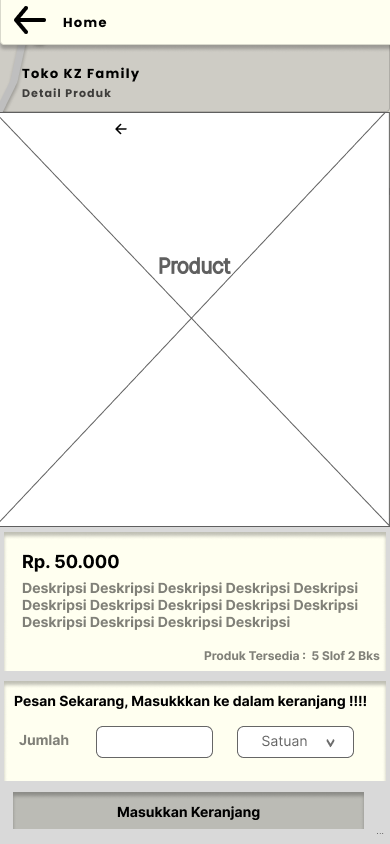 Home
Toko KZ Family
Detail Produk
Product
Rp. 50.000
Deskripsi Deskripsi Deskripsi Deskripsi Deskripsi
Deskripsi Deskripsi Deskripsi Deskripsi Deskripsi
Deskripsi Deskripsi Deskripsi Deskripsi
Produk Tersedia : 5 Slof 2 Bks
Pesan Sekarang, Masukkkan ke dalam keranjang !!!!
Jumlah
Satuan
Masukkan Keranjang
...